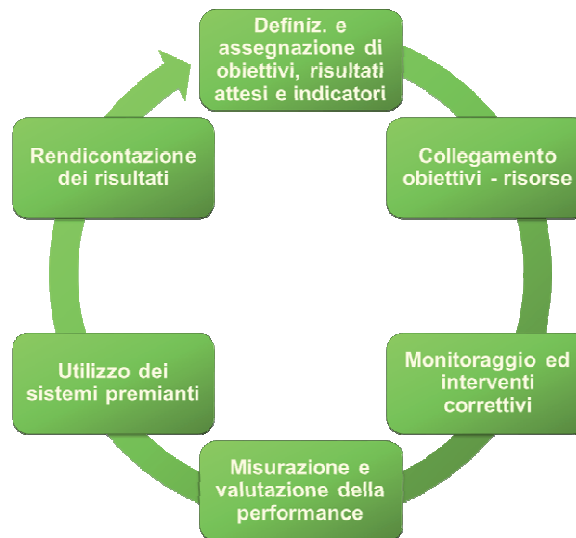 Definiz. e
assegnazione di
obiettivi, risultati
attesi e indicatori
Collegamento
obiettivi - risorse
Monitoraggio ed
interventi
correttivi
Misurazione e
valutazione della
performance
Utilizzo dei
sistemi premianti
Rendicontazione
dei risultati